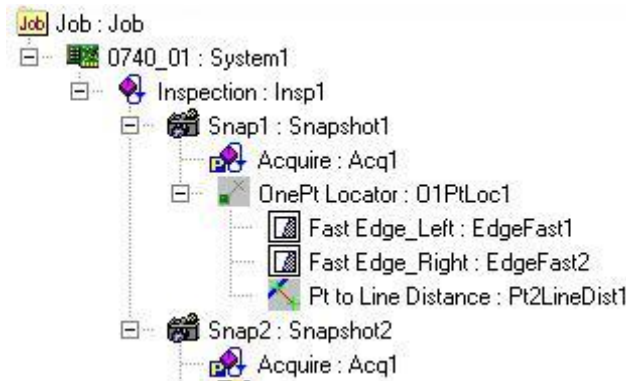 Job Job : Job
0740_01 : System1
Inspection : Insp1
Snap1 : Snapshot1
P Acquire : Acq1
OnePt Locator : O1PtLoc1
Fast Edge_Left : EdgeFast1
Fast Edge_Right : EdgeFast2
Pt to Line Distance : Pt2LineDist1
Snap2 : Snapshot2
P Acquire : Acq1